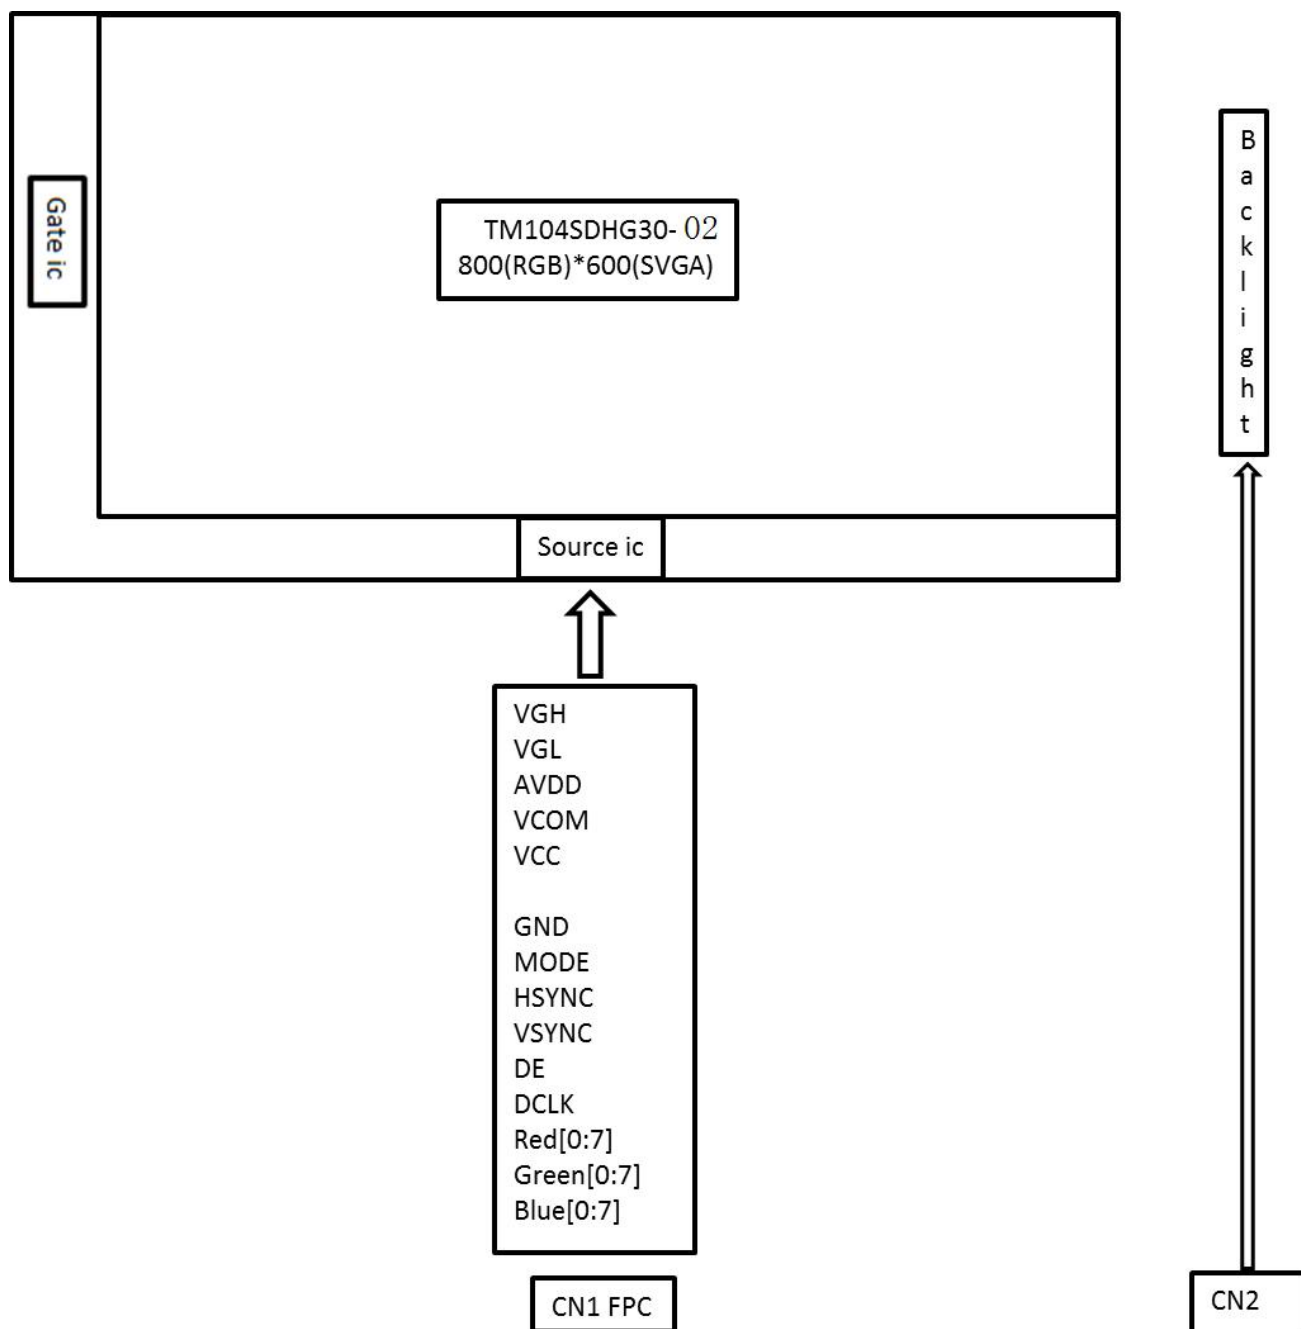 Gate ic
TM104SDHG30- 02
800(RGB)*600(SVGA)
Backlight
Source ic
VGH
VGL
AVDD
VCOM
VCC
GND
MODE
HSYNC
VSYNC
DE
DCLK
Red[0:7]
Green[0:7]
Blue[0:7]
CN1 FPC
CN2